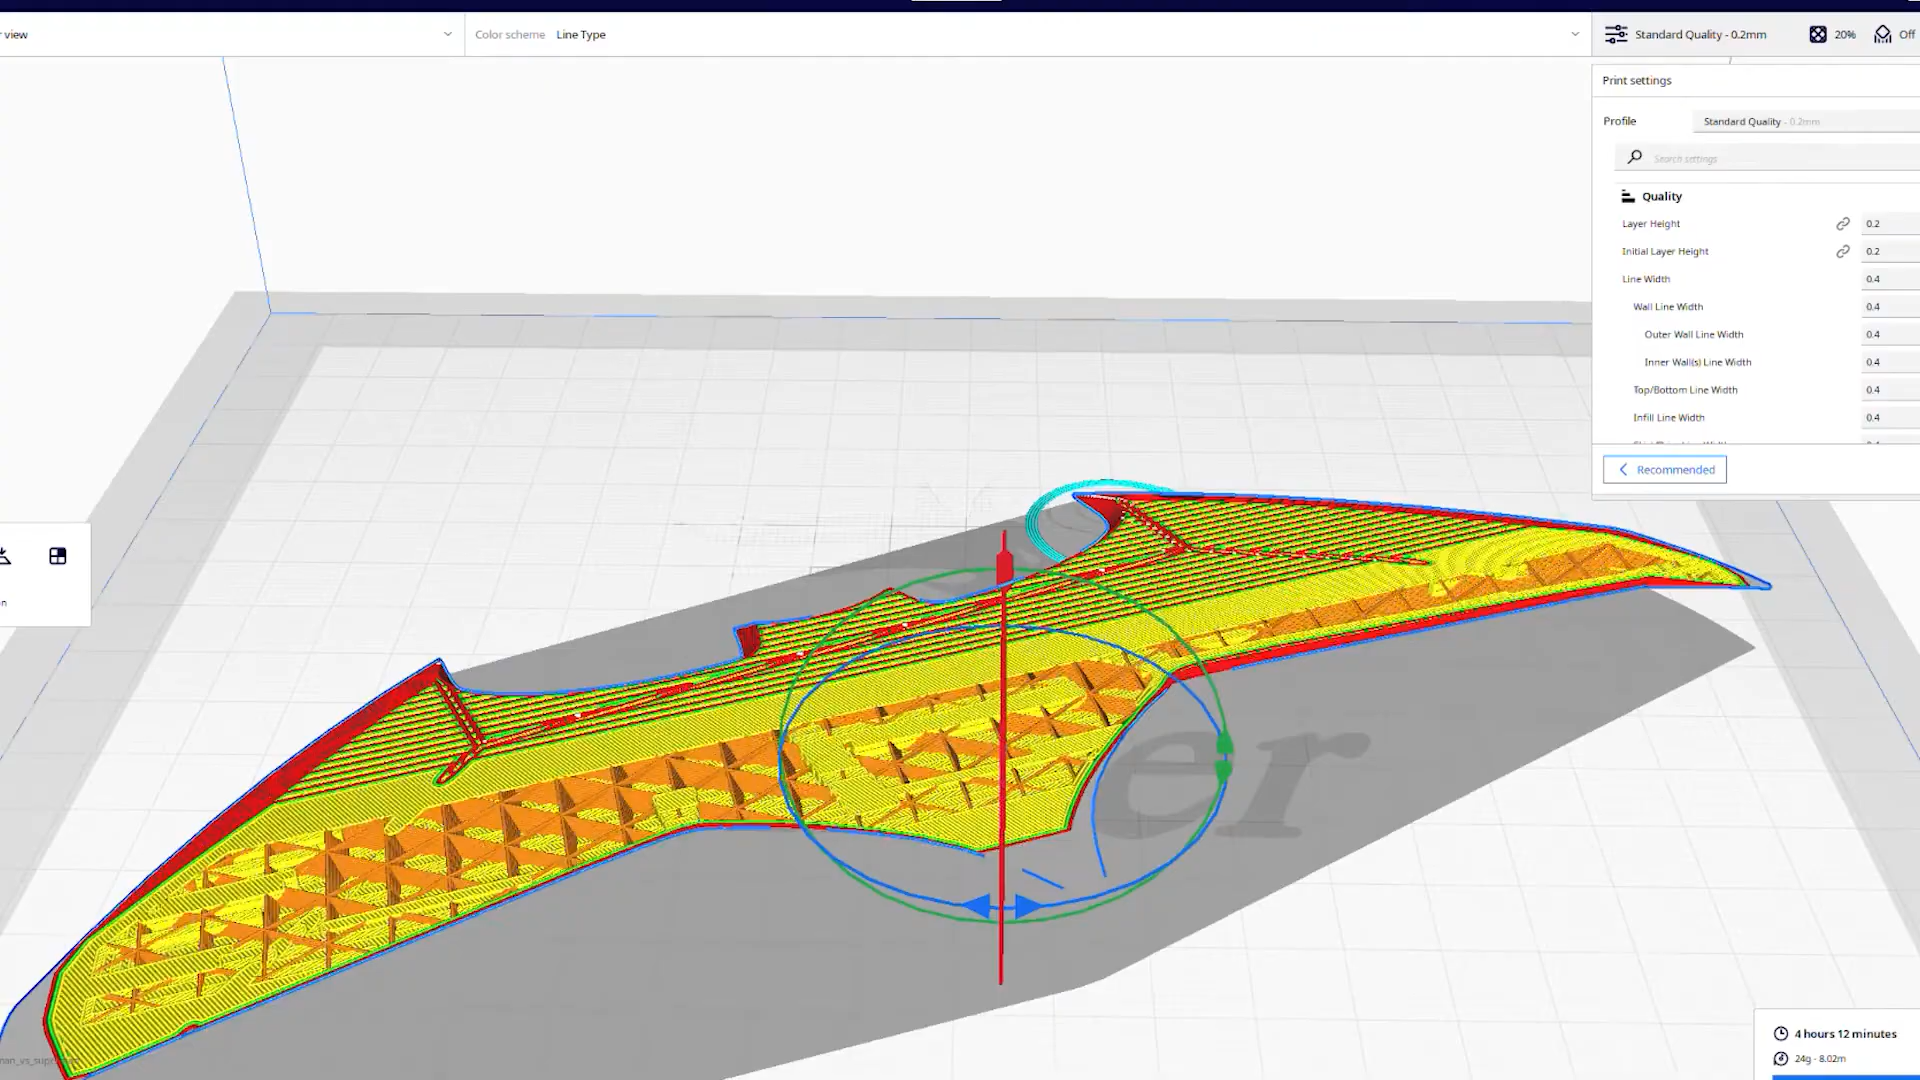 view
Color scheme Line Type
Standard Quality - 0.2mm 20% Off
Print settings
Profile Standard Quality - 0.2mm
Search settings
Quality
Layer Height 0.2
Initial Layer Height 0.2
Line Width 0.4
Wall Line Width 0.4
Outer Wall Line Width 0.4
Inner Wall(s) Line Width 0.4
Top/Bottom Line Width 0.4
Infill Line Width 0.4
Recommended
er
4 hours 12 minutes
24g - 8.02m